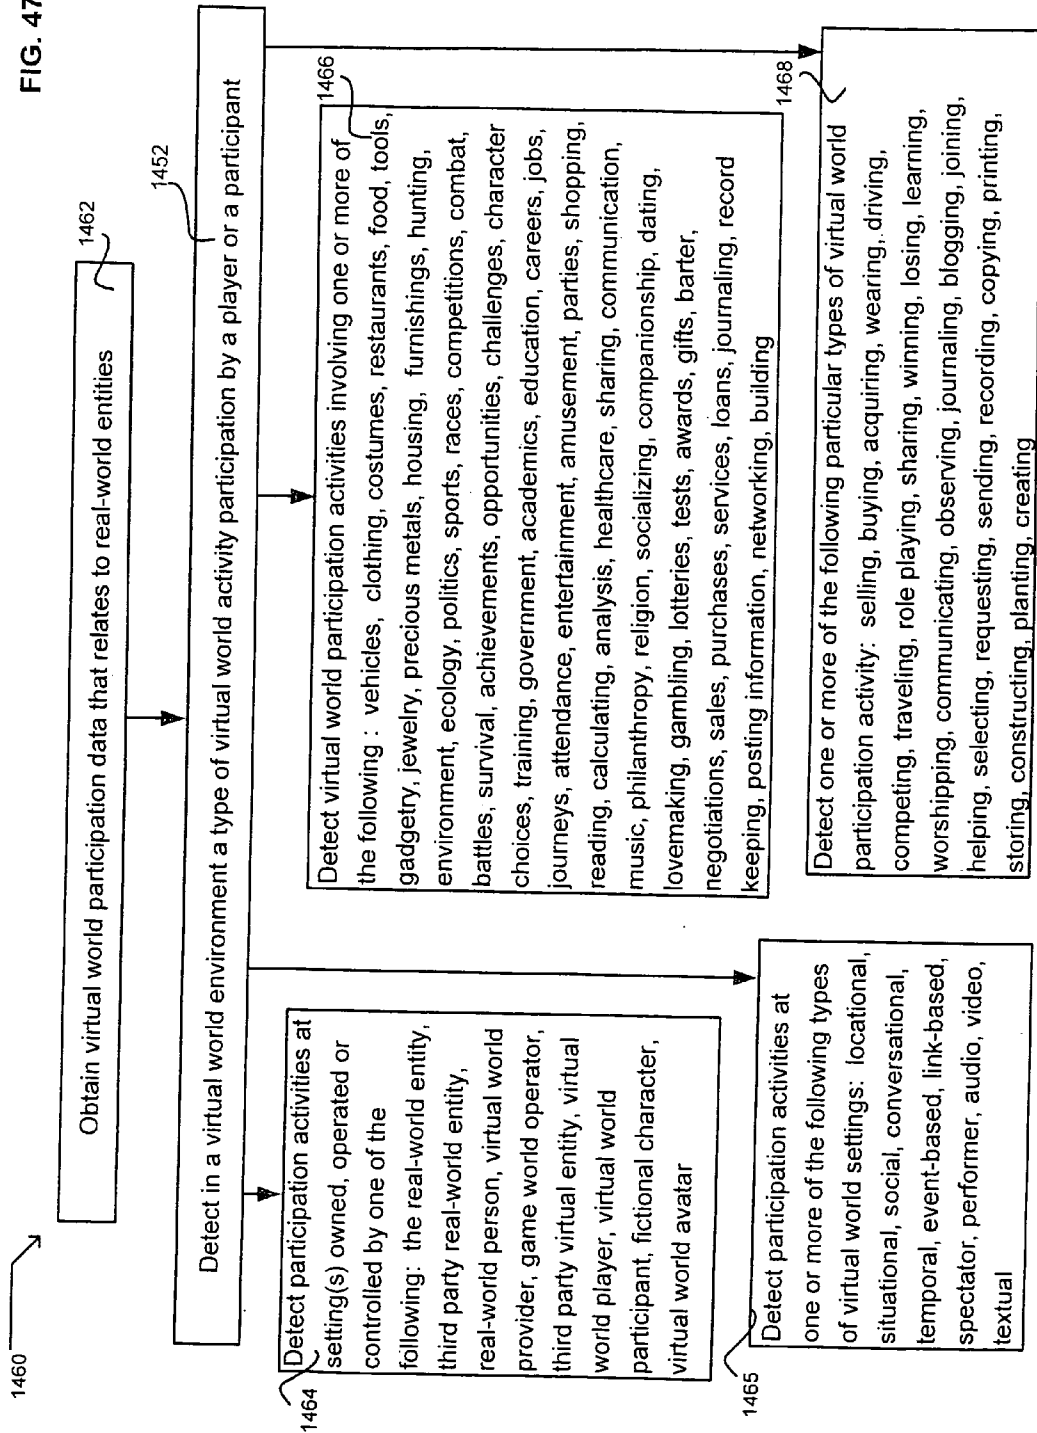 FIG. 47
1460
1462
Obtain virtual world participation data that relates to real-world entities
1452
Detect in a virtual world environment a type of virtual world activity participation by a player or a participant
1464
Detect participation activities at
setting(s) owned, operated or
controlled by one of the
following: the real-world entity,
third party real-world entity,
real-world person, virtual world
provider, game world operator,
third party virtual entity, virtual
world player, virtual world
participant, fictional character,
virtual world avatar
1466
Detect virtual world participation activities involving one or more of
the following : vehicles, clothing, costumes, restaurants, food, tools,
gadgetry, jewelry, precious metals, housing, furnishings, hunting,
environment, ecology, politics, sports, races, competitions, combat,
battles, survival, achievements, opportunities, challenges, character
choices, training, government, academics, education, careers, jobs,
journeys, attendance, entertainment, amusement, parties, shopping,
reading, calculating, analysis, healthcare, sharing, communication,
music, philanthropy, religion, socializing, companionship, dating,
lovemaking, gambling, lotteries, tests, awards, gifts, barter,
negotiations, sales, purchases, services, loans, journaling, record
keeping, posting information, networking, building
1465
Detect participation activities at
one or more of the following types
of virtual world settings: locational,
situational, social, conversational,
temporal, event-based, link-based,
spectator, performer, audio, video,
textual
1468
Detect one or more of the following particular types of virtual world
participation activity: selling, buying, acquiring, wearing, driving,
competing, traveling, role playing, sharing, winning, losing, learning,
worshipping, communicating, observing, journaling, blogging, joining,
helping, selecting, requesting, sending, recording, copying, printing,
storing, constructing, planting, creating